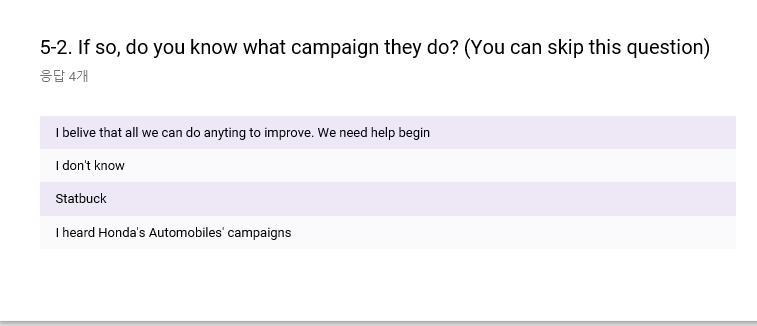 5-2. If so, do you know what campaign they do? (You can skip this question)
응답 4개
I belive that all we can do anyting to improve. We need help begin
I don't know
Statbuck
I heard Honda's Automobiles' campaigns